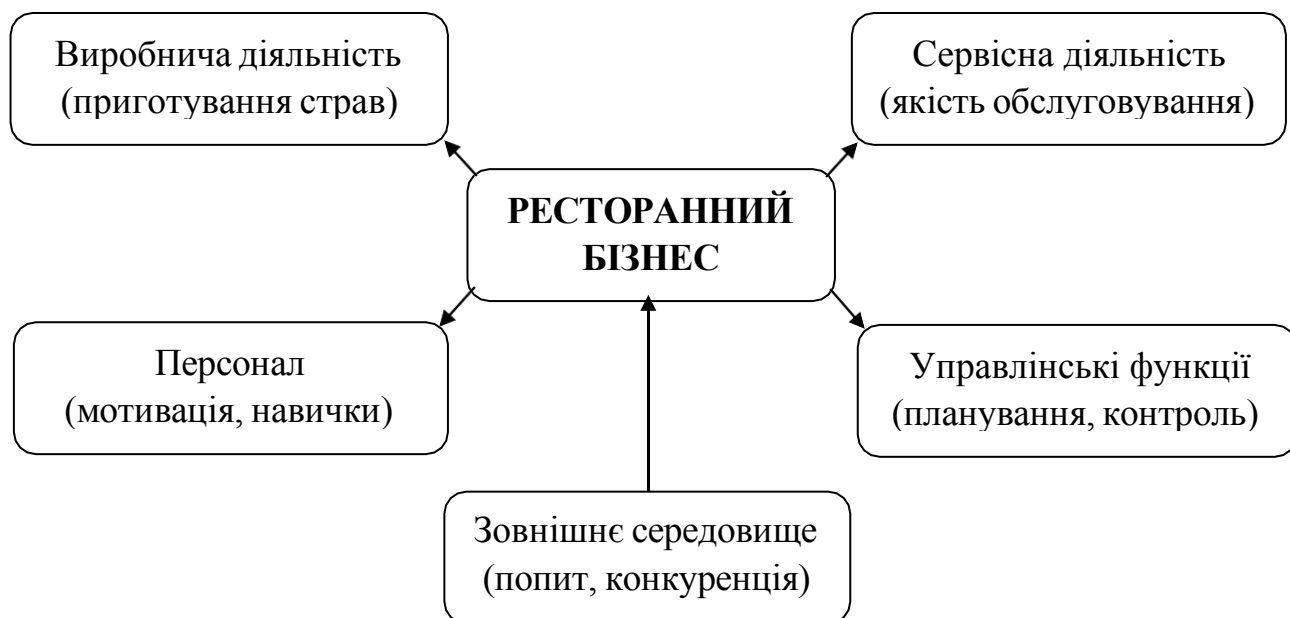 Виробнича діяльність
(приготування страв)
Сервісна діяльність
(якість обслуговування)
РЕСТОРАННИЙ
БІЗНЕС
Персонал
(мотивація, навички)
Управлінські функції
(планування, контроль)
Зовнішнє середовище
(попит, конкуренція)